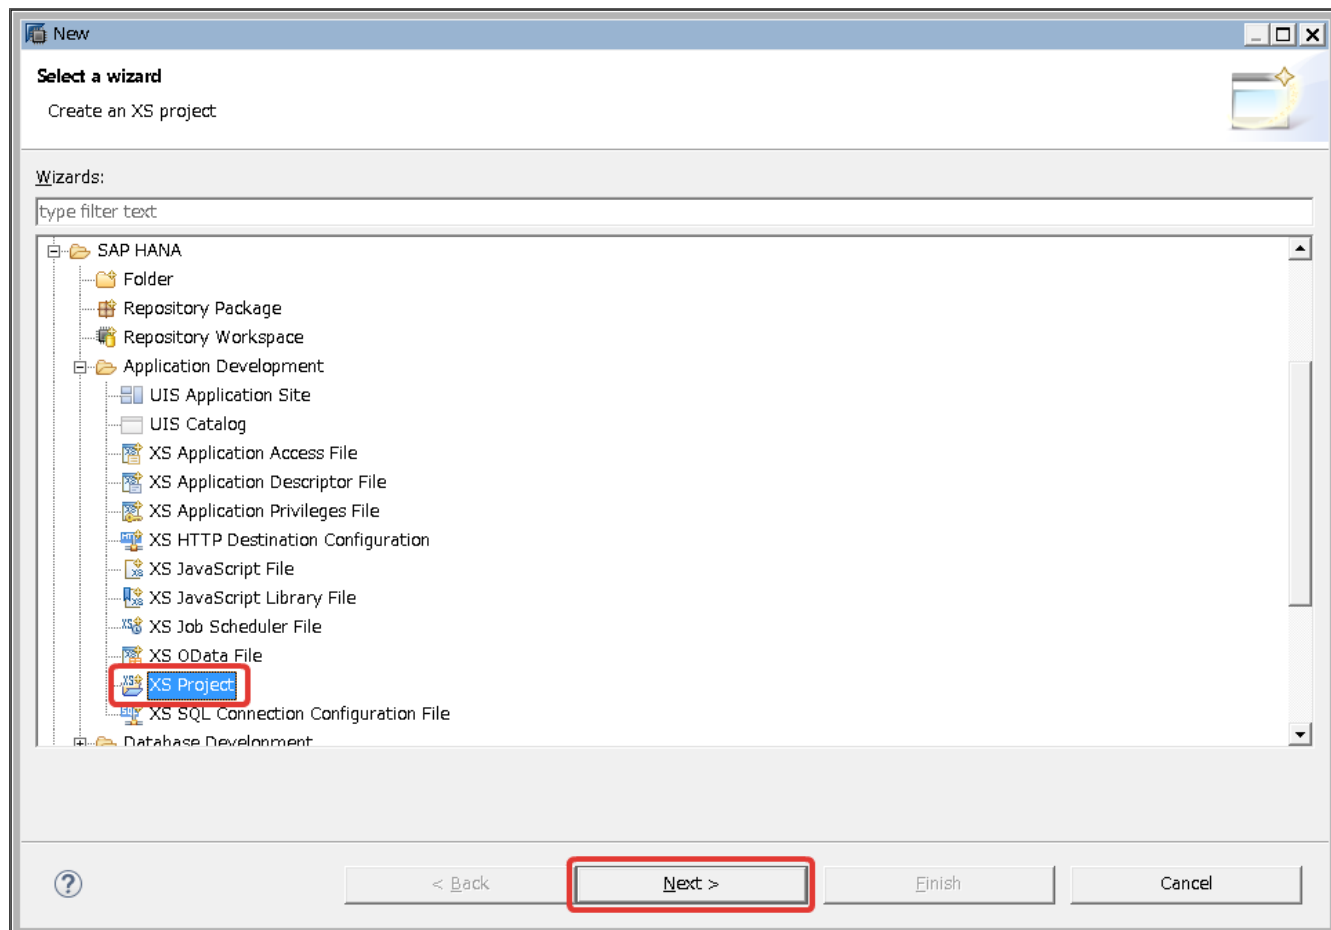 New
Select a wizard
Create an XS project
Wizards:
type filter text
SAP HANA
Folder
Repository Package
Repository Workspace
Application Development
UIS Application Site
UIS Catalog
XS Application Access File
XS Application Descriptor File
XS Application Privileges File
XS HTTP Destination Configuration
XS JavaScript File
XS JavaScript Library File
XS Job Scheduler File
XS OData File
XS Project
XS SQL Connection Configuration File
Database Development
< Back Next > Finish Cancel